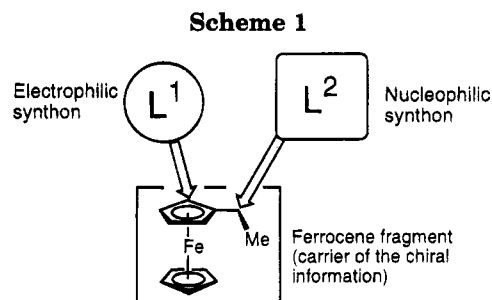 Scheme 1
Electrophilic
synthon
L1
L2
Nucleophilic
synthon
Fe
Me
Ferrocene fragment
(carrier of the chiral
information)